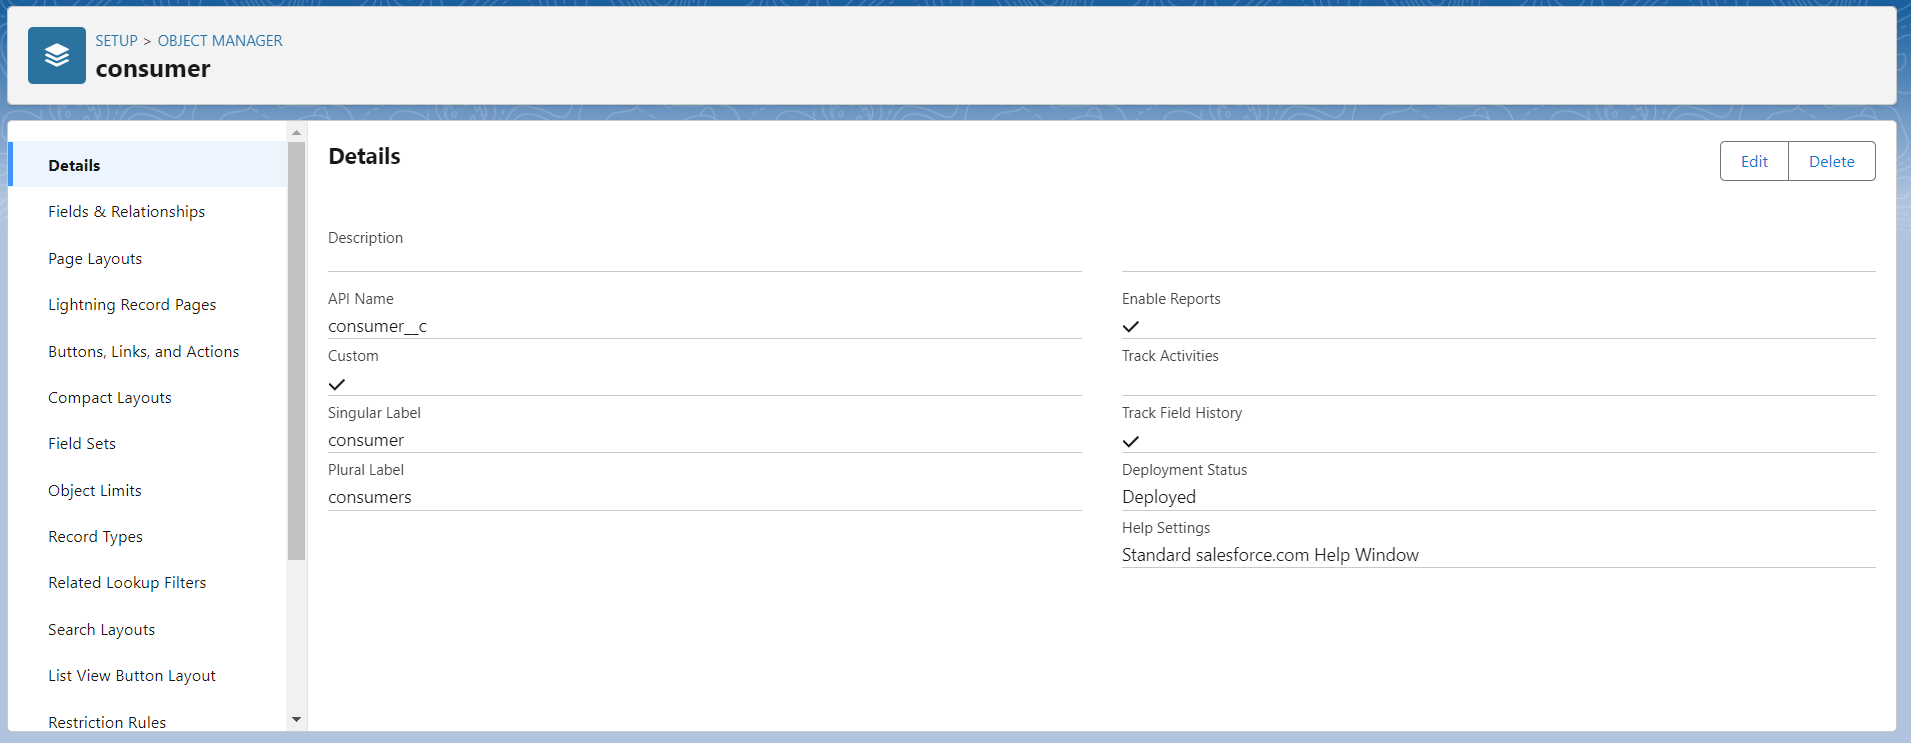 SETUP > OBJECT MANAGER
consumer
Details
Fields & Relationships
Page Layouts
Lightning Record Pages
Buttons, Links, and Actions
Compact Layouts
Field Sets
Object Limits
Record Types
Related Lookup Filters
Search Layouts
List View Button Layout
Restriction Rules
Details
Edit
Delete
Description
API Name
consumer__c
Custom
Singular Label
consumer
Plural Label
consumers
Enable Reports
Track Activities
Track Field History
Deployment Status
Deployed
Help Settings
Standard salesforce.com Help Window